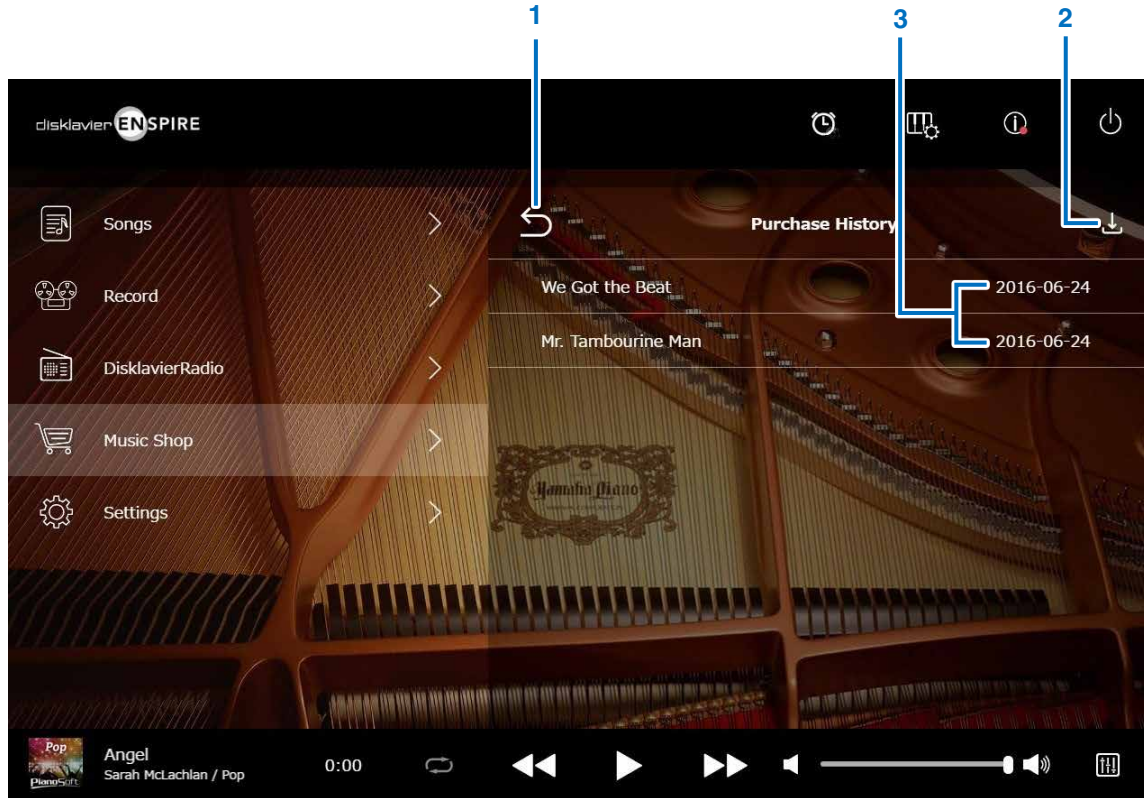 1
3
2
disklavier ENSPIRE
Songs
Purchase History
Record
We Got the Beat
2016-06-24
Mr. Tambourine Man
2016-06-24
DisklavierRadio
Music Shop
Yamaha Piano
Settings
Pop
PianoSoft
Angel
Sarah McLachlan / Pop
0:00